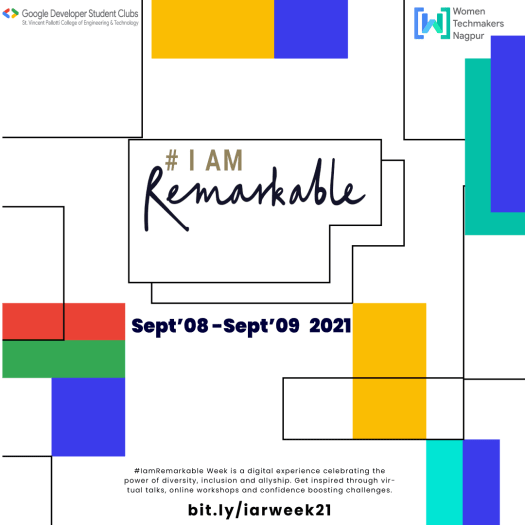 Google Developer Student Clubs
St. Vincent Pallotti College of Engineering & Technology
Women
Techmakers
Nagpur
# I AM
Remarkable
Sept'08 -Sept'09 2021
#IamRemarkable Week is a digital experience celebrating the
power of diversity, inclusion and allyship. Get inspired through vir-
tual talks, online workshops and confidence boosting challenges.
bit.ly/iarweek21